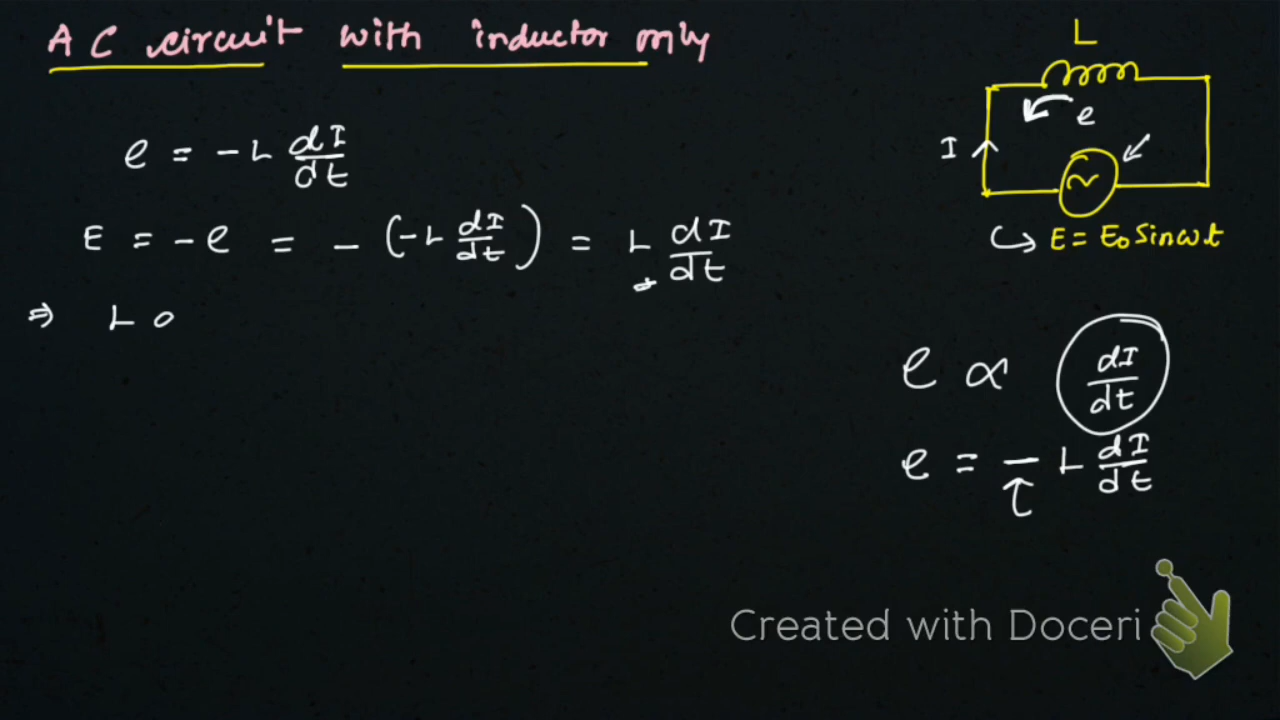 AC circuit with inductor only
L
e = -L dI/dt
e
I
~
E = -e = -(-L dI/dt) = L dI/dt
E = E₀ Sinωt
⇒ L
e ∝ dI/dt
e = -L dI/dt
Created with Doceri